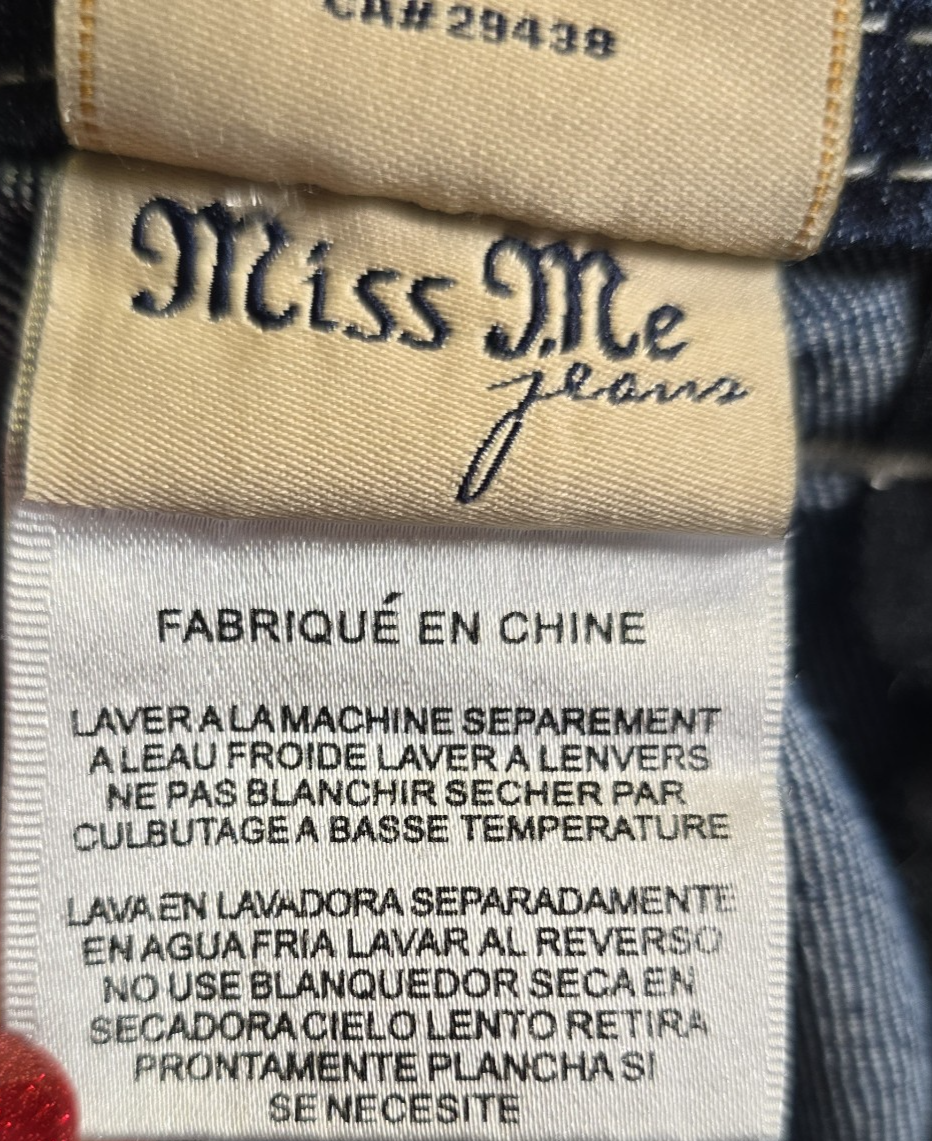 CA#29439
Miss Me
jeans
FABRIQUÉ EN CHINE
LAVER A LA MACHINE SEPAREMENT
A LEAU FROIDE LAVER A LENVERS
NE PAS BLANCHIR SECHER PAR
CULBUTAGE A BASSE TEMPERATURE
LAVA EN LAVADORA SEPARADAMENTE
EN AGUA FRIA LAVAR AL REVERSO
NO USE BLANQUEDOR SECA EN
SECADORA CIELO LENTO RETIRA
PRONTAMENTE PLANCHA SI
SE NECESITE